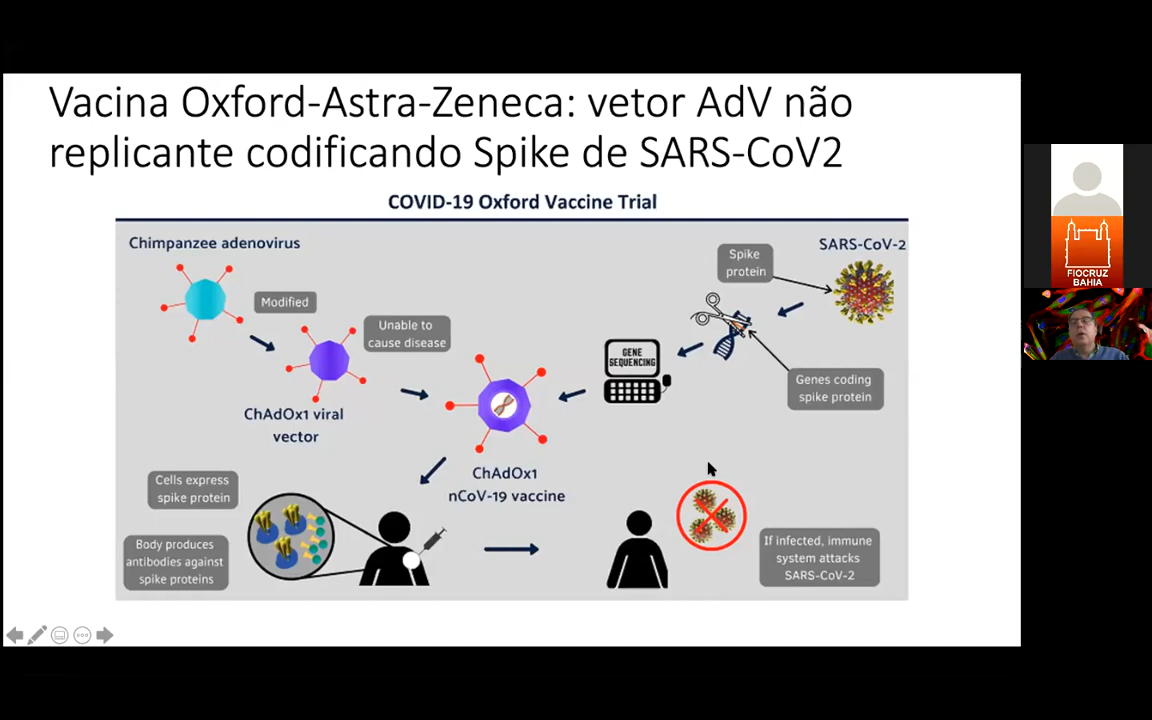 Vacina Oxford-Astra-Zeneca: vetor AdV não
replicante codificando Spike de SARS-CoV2
COVID-19 Oxford Vaccine Trial
Chimpanzee adenovirus
Modified
Unable to
cause disease
ChAdOx1 viral
vector
SARS-CoV-2
Spike
protein
GENE
SEQUENCING
Genes coding
spike protein
ChAdOx1
nCoV-19 vaccine
Cells express
spike protein
Body produces
antibodies against
spike proteins
If infected, immune
system attacks
SARS-CoV-2
FIOCRUZ
BAHIA